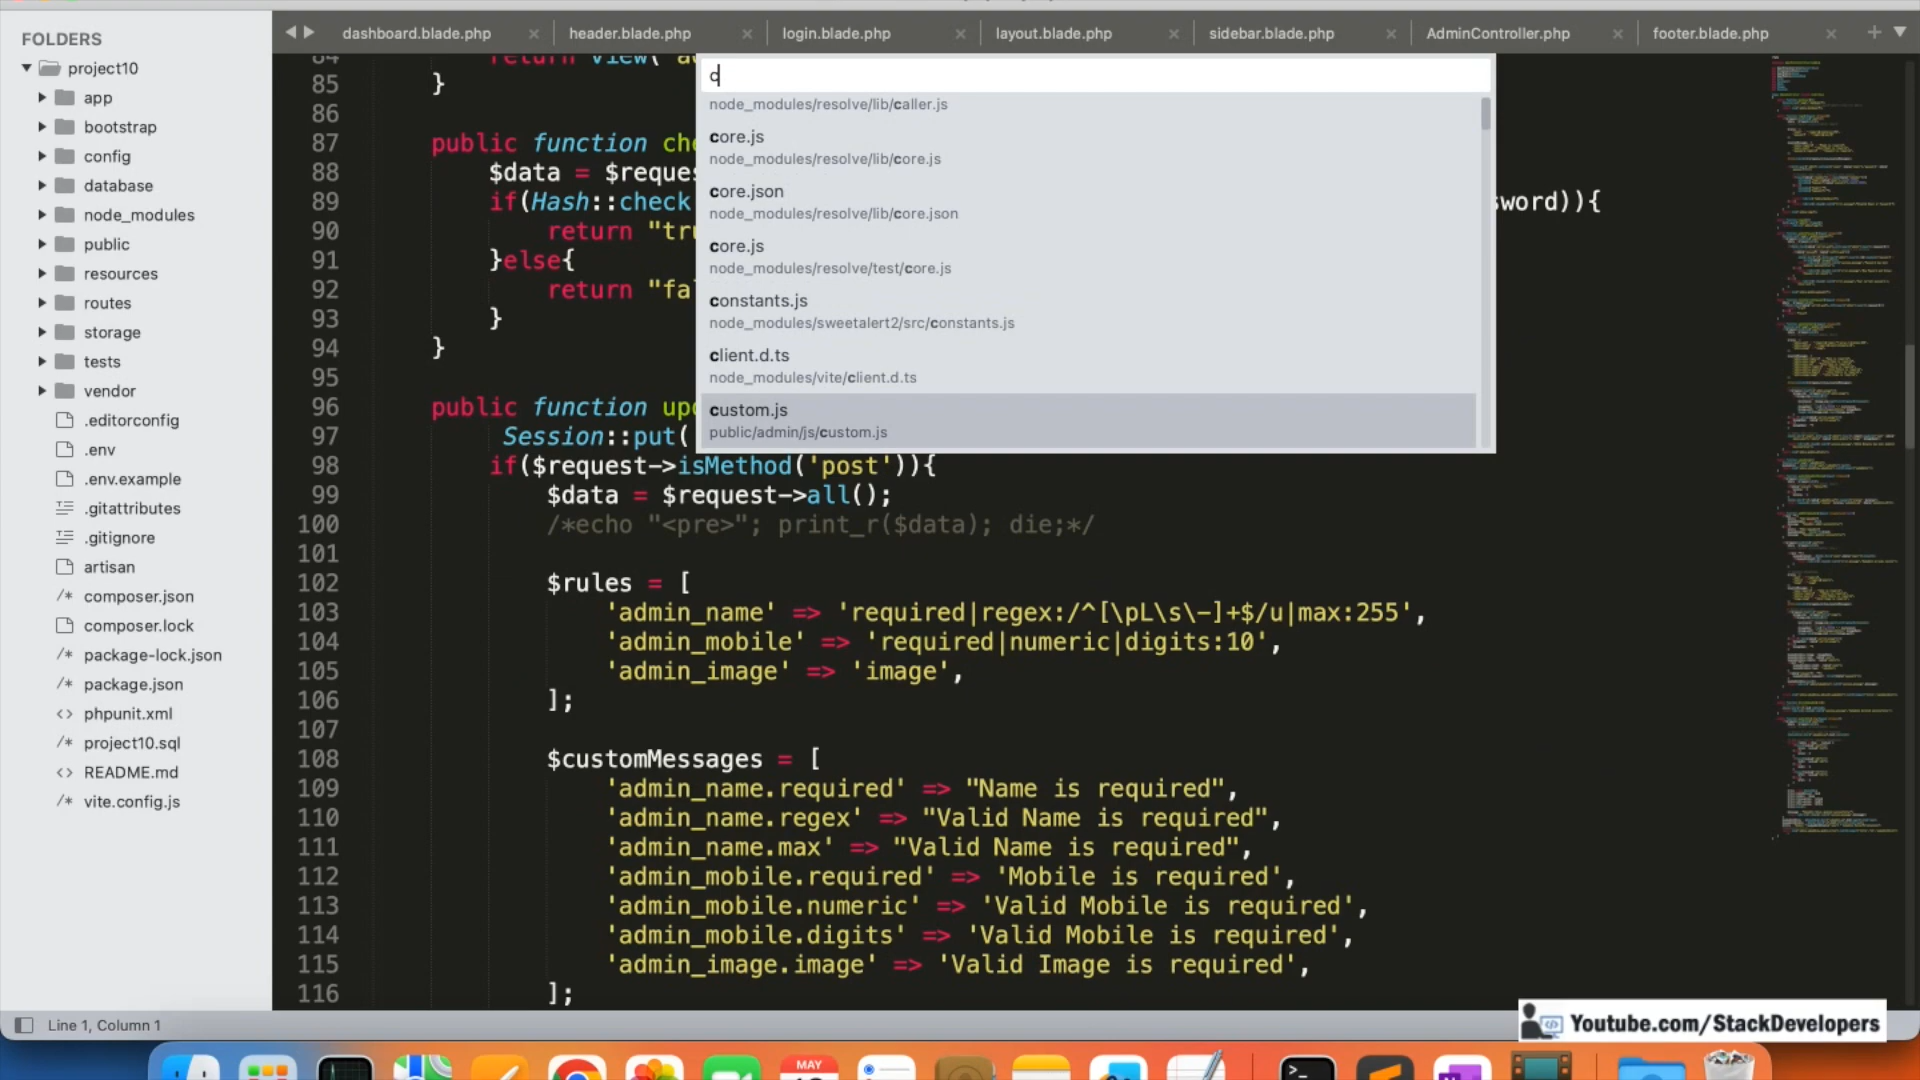 FOLDERS
project10
app
bootstrap
config
database
node_modules
public
resources
routes
storage
tests
vendor
.editorconfig
.env
.env.example
.gitattributes
.gitignore
artisan
composer.json
composer.lock
package-lock.json
package.json
phpunit.xml
project10.sql
README.md
vite.config.js
dashboard.blade.php
header.blade.php
login.blade.php
layout.blade.php
sidebar.blade.php
AdminController.php
footer.blade.php
c
node_modules/resolve/lib/caller.js
core.js
node_modules/resolve/lib/core.js
core.json
node_modules/resolve/lib/core.json
core.js
node_modules/resolve/test/core.js
constants.js
node_modules/sweetalert2/src/constants.js
client.d.ts
node_modules/vite/client.d.ts
custom.js
public/admin/js/custom.js
84 return view('a
85 }
86
87 public function che
88 $data = $reques
89 if(Hash::check sword)){
90 return "tru
91 }else{
92 return "fa
93 }
94 }
95
96 public function upd
97 Session::put(
98 if($request->isMethod('post')){
99 $data = $request->all();
100 /*echo "<pre>"; print_r($data); die;*/
101
102 $rules = [
103 'admin_name' => 'required|regex:/^[\pL\s\-]+$/u|max:255',
104 'admin_mobile' => 'required|numeric|digits:10',
105 'admin_image' => 'image',
106 ];
107
108 $customMessages = [
109 'admin_name.required' => "Name is required",
110 'admin_name.regex' => "Valid Name is required",
111 'admin_name.max' => "Valid Name is required",
112 'admin_mobile.required' => 'Mobile is required',
113 'admin_mobile.numeric' => 'Valid Mobile is required',
114 'admin_mobile.digits' => 'Valid Mobile is required',
115 'admin_image.image' => 'Valid Image is required',
116 ];
Line 1, Column 1
Youtube.com/StackDevelopers
MAY